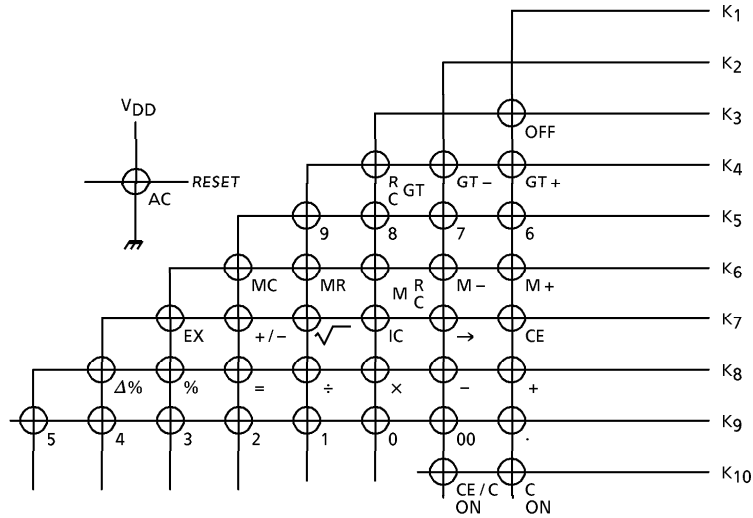 K1
K2
VDD
K3
OFF
K4
RESET
R
C GT
GT − GT +
AC
K5
9 8 7 6
K6
MC MR M R
C M − M +
K7
EX + / − √ IC → CE
K8
Δ% % = ÷ × − +
K9
5 4 3 2 1 0 00 ·
K10
CE / C C
ON ON